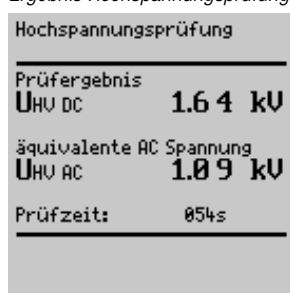 Ergebnis Hochspannungsprüfung
Hochspannungsprüfung
Prüfergebnis
UHV DC 1.64 kV
äquivalente AC Spannung
UHV AC 1.09 kV
Prüfzeit: 054s